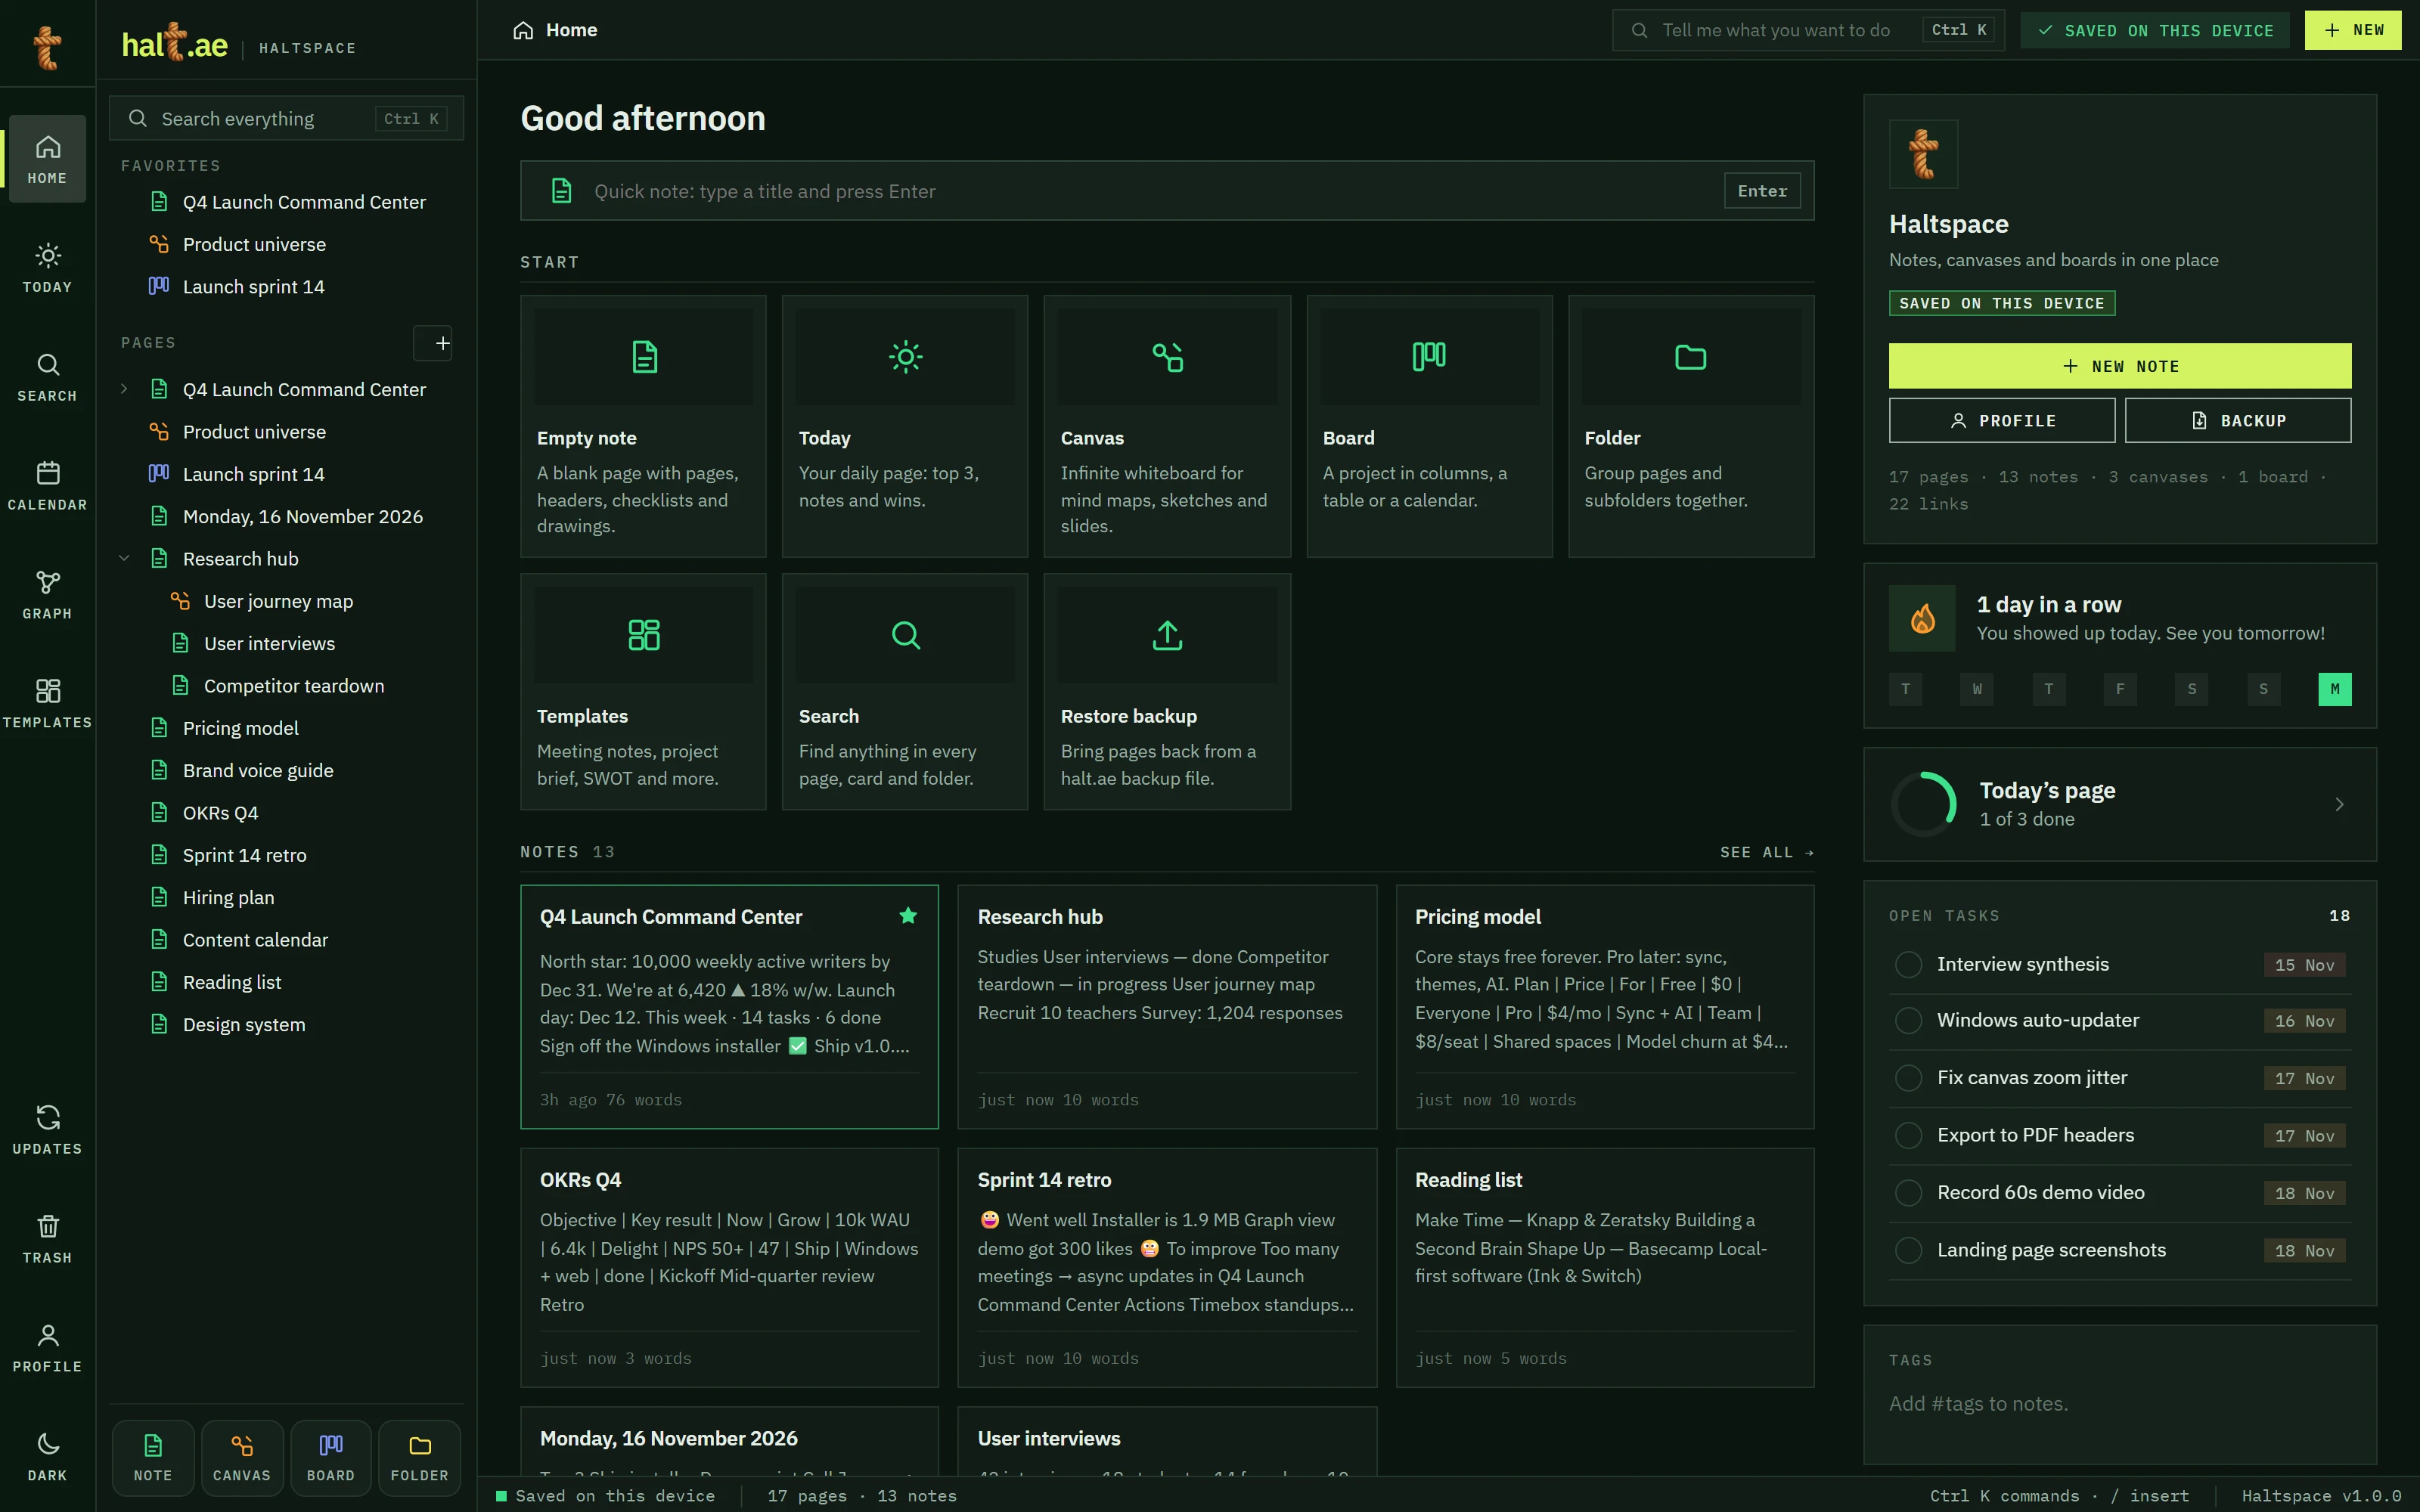 HOME
TODAY
SEARCH
CALENDAR
GRAPH
TEMPLATES
UPDATES
TRASH
PROFILE
DARK
halt.ae | HALTSPACE
Search everything Ctrl K
FAVORITES
Q4 Launch Command Center
Product universe
Launch sprint 14
PAGES
Q4 Launch Command Center
Product universe
Launch sprint 14
Monday, 16 November 2026
Research hub
User journey map
User interviews
Competitor teardown
Pricing model
Brand voice guide
OKRs Q4
Sprint 14 retro
Hiring plan
Content calendar
Reading list
Design system
NOTE
CANVAS
BOARD
FOLDER
Home
Tell me what you want to do Ctrl K
SAVED ON THIS DEVICE
NEW
Good afternoon
Quick note: type a title and press Enter Enter
START
Empty note
A blank page with pages,
headers, checklists and
drawings.
Today
Your daily page: top 3,
notes and wins.
Canvas
Infinite whiteboard for
mind maps, sketches and
slides.
Board
A project in columns, a
table or a calendar.
Folder
Group pages and
subfolders together.
Templates
Meeting notes, project
brief, SWOT and more.
Search
Find anything in every
page, card and folder.
Restore backup
Bring pages back from a
halt.ae backup file.
NOTES 13 SEE ALL →
Q4 Launch Command Center
North star: 10,000 weekly active writers by
Dec 31. We're at 6,420 ▲ 18% w/w. Launch
day: Dec 12. This week · 14 tasks · 6 done
Sign off the Windows installer ✅ Ship v1.0....
3h ago 76 words
Research hub
Studies User interviews — done Competitor
teardown — in progress User journey map
Recruit 10 teachers Survey: 1,204 responses
just now 10 words
Pricing model
Core stays free forever. Pro later: sync,
themes, AI. Plan | Price | For | Free | $0 |
Everyone | Pro | $4/mo | Sync + AI | Team |
$8/seat | Shared spaces | Model churn at $4...
just now 10 words
OKRs Q4
Objective | Key result | Now | Grow | 10k WAU
| 6.4k | Delight | NPS 50+ | 47 | Ship | Windows
+ web | done | Kickoff Mid-quarter review
Retro
just now 3 words
Sprint 14 retro
Went well Installer is 1.9 MB Graph view
demo got 300 likes To improve Too many
meetings → async updates in Q4 Launch
Command Center Actions Timebox standups...
just now 10 words
Reading list
Make Time — Knapp & Zeratsky Building a
Second Brain Shape Up — Basecamp Local-
first software (Ink & Switch)
just now 5 words
Monday, 16 November 2026
User interviews
Haltspace
Notes, canvases and boards in one place
SAVED ON THIS DEVICE
NEW NOTE
PROFILE
BACKUP
17 pages · 13 notes · 3 canvases · 1 board ·
22 links
1 day in a row
You showed up today. See you tomorrow!
T W T F S S M
Today's page
1 of 3 done
OPEN TASKS 18
Interview synthesis 15 Nov
Windows auto-updater 16 Nov
Fix canvas zoom jitter 17 Nov
Export to PDF headers 17 Nov
Record 60s demo video 18 Nov
Landing page screenshots 18 Nov
TAGS
Add #tags to notes.
Saved on this device 17 pages · 13 notes
Ctrl K commands · / insert Haltspace v1.0.0